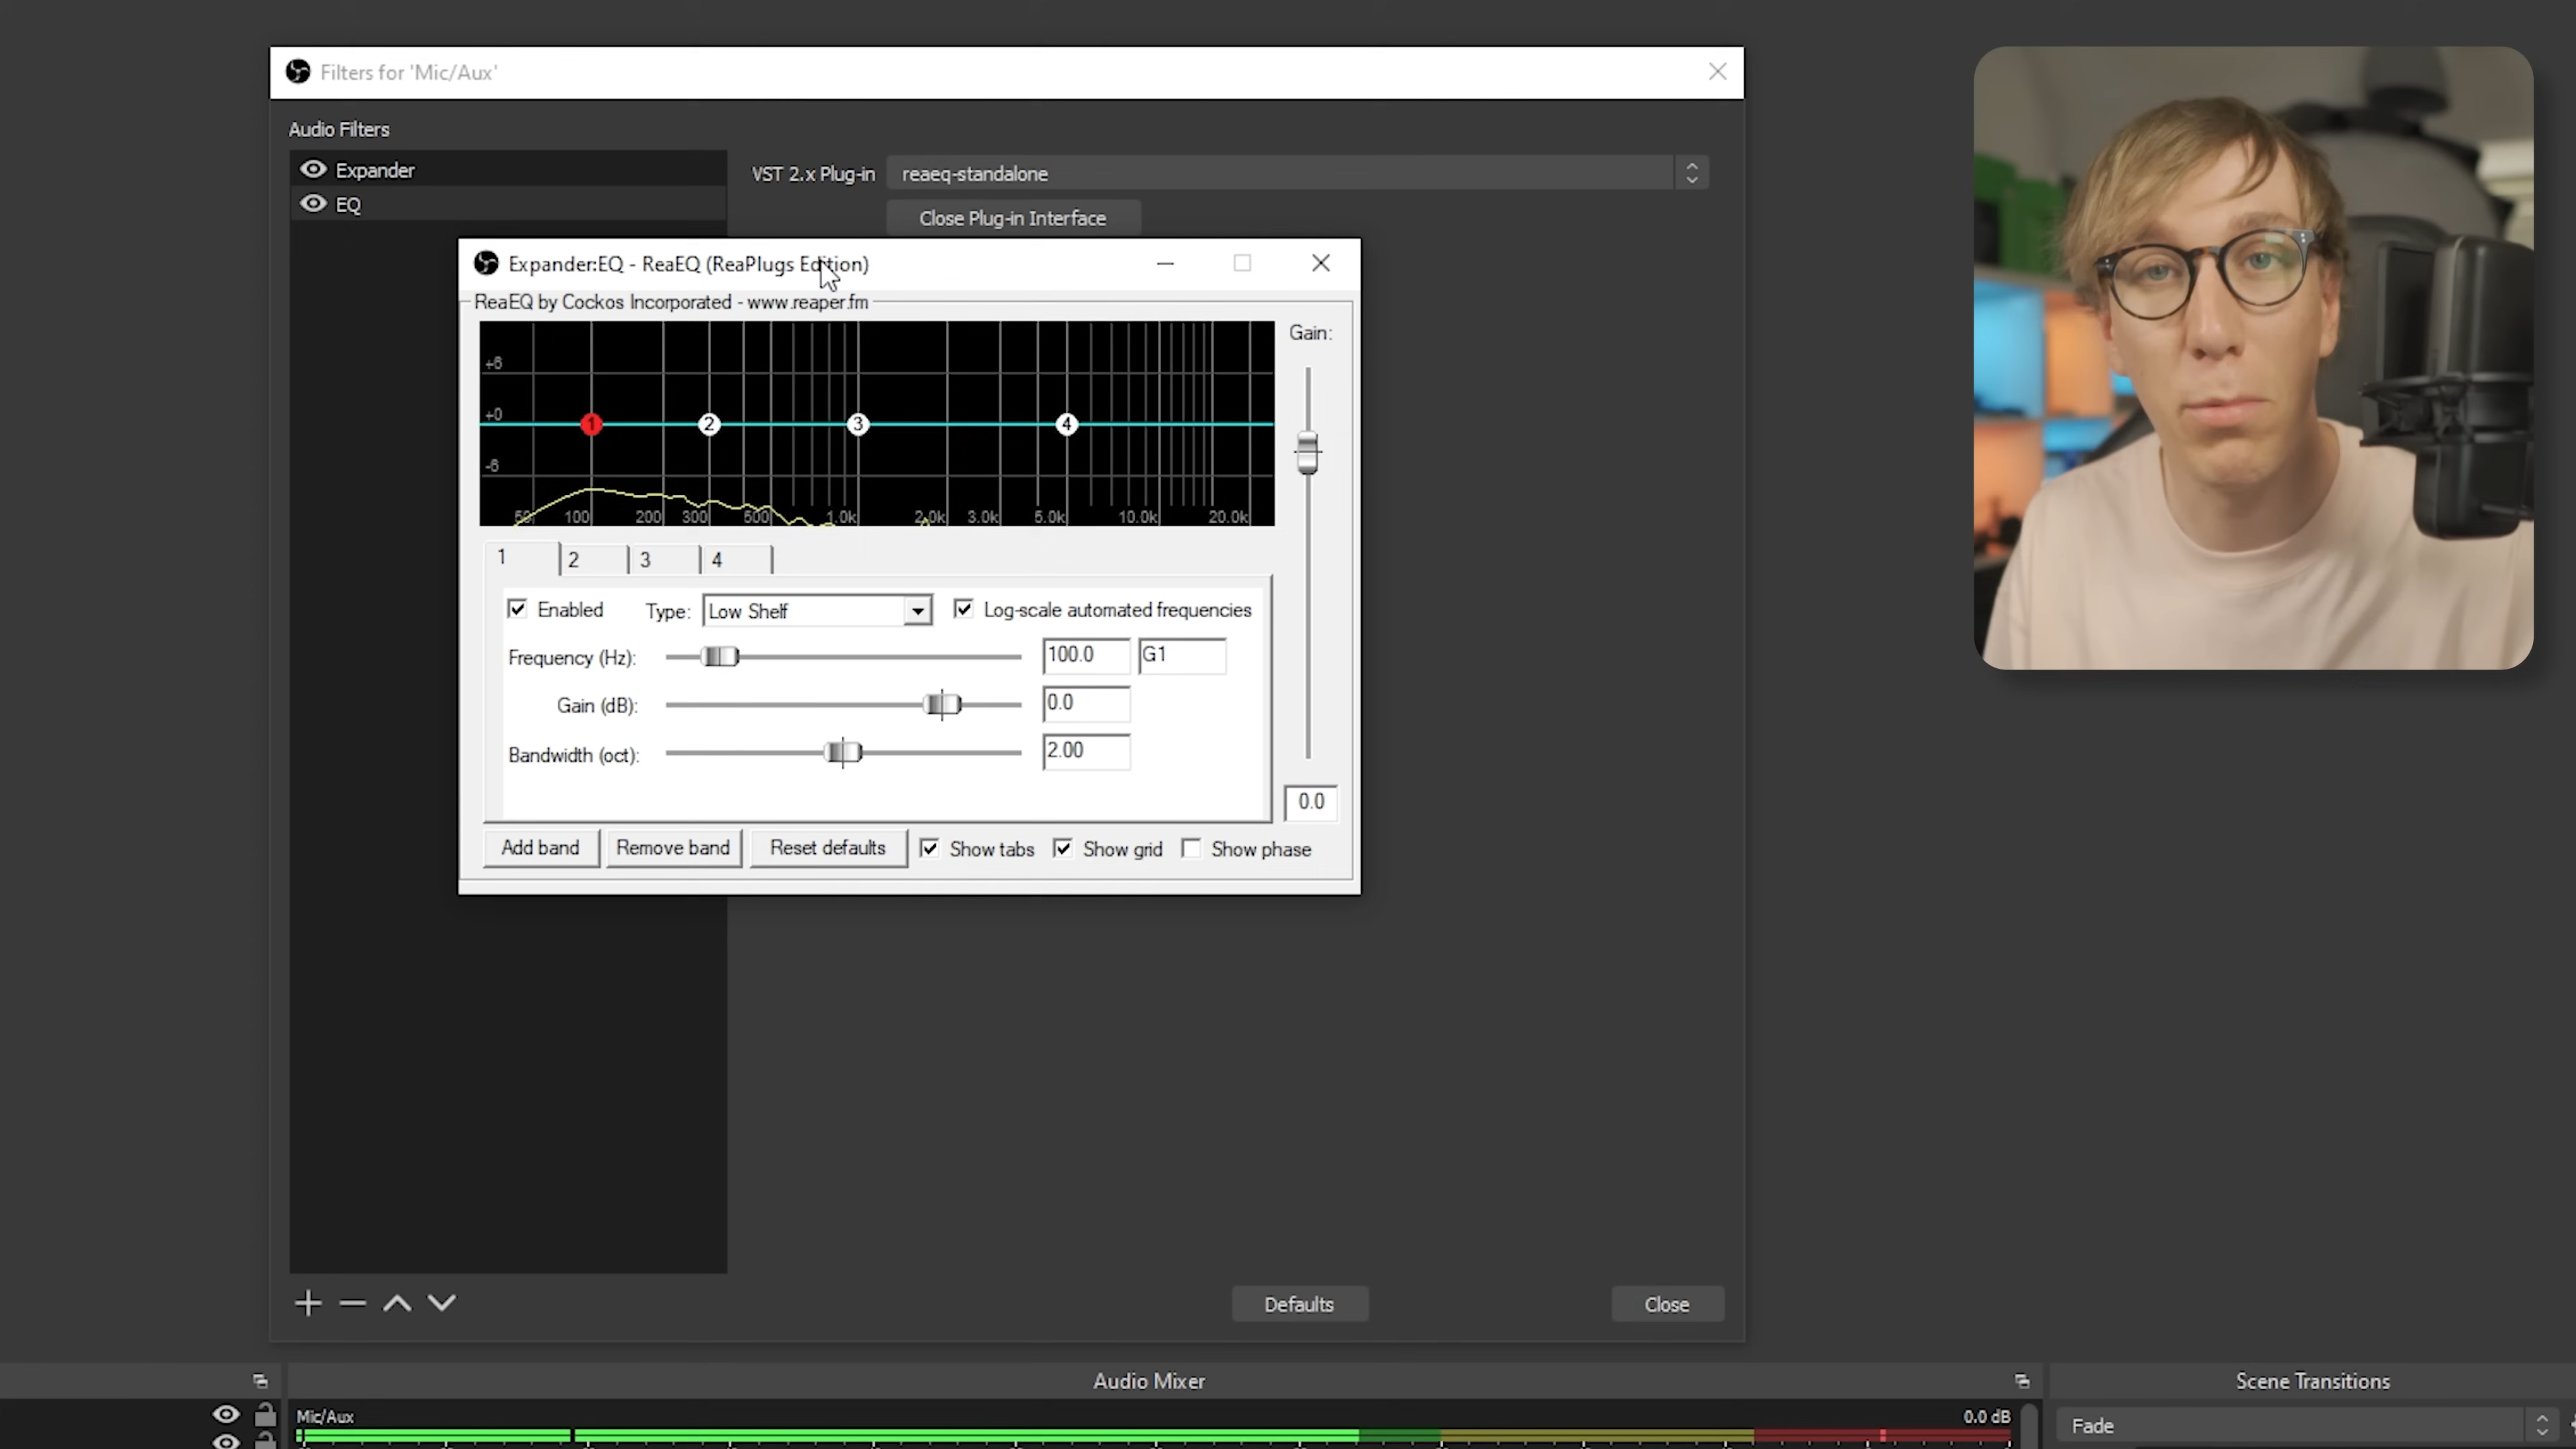 Filters for 'Mic/Aux'
Audio Filters
Expander
EQ
VST 2.x Plug-in
reaeq-standalone
Close Plug-in Interface
Expander:EQ - ReaEQ (ReaPlugs Edition)
ReaEQ by Cockos Incorporated - www.reaper.fm
Gain:
+6
+0
-6
1 2 3 4
50 100 200 300 500 1.0k 2.0k 3.0k 5.0k 10.0k 20.0k
1 2 3 4
Enabled Type: Low Shelf Log-scale automated frequencies
Frequency (Hz): 100.0 G1
Gain (dB): 0.0
Bandwidth (oct): 2.00
0.0
Add band Remove band Reset defaults Show tabs Show grid Show phase
Defaults Close
Audio Mixer
Scene Transitions
Mic/Aux 0.0 dB
Fade